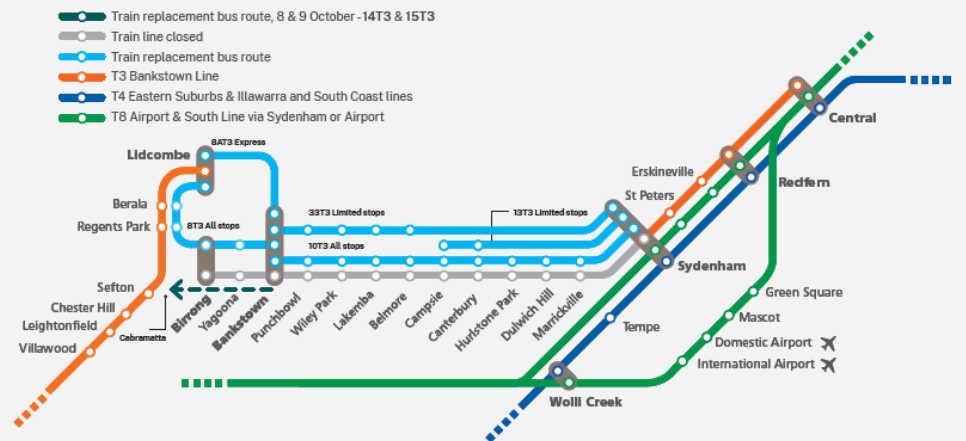 Train replacement bus route, 8 & 9 October - 14T3 & 15T3
Train line closed
Train replacement bus route
T3 Bankstown Line
T4 Eastern Suburbs & Illawarra and South Coast lines
T8 Airport & South Line via Sydenham or Airport
Central
8AT3 Express
Lidcombe
Erskineville
Redfern
St Peters
Berala
33T3 Limited stops
13T3 Limited stops
Regents Park
8T3 All stops
10T3 All stops
Sydenham
Sefton
Birrong
Yagoona
Bankstown
Punchbowl
Wiley Park
Lakemba
Belmore
Campsie
Canterbury
Hurlstone Park
Dulwich Hill
Marrickville
Green Square
Chester Hill
Mascot
Leightonfield
Cabramatta
Tempe
Villawood
Domestic Airport
International Airport
Wolli Creek